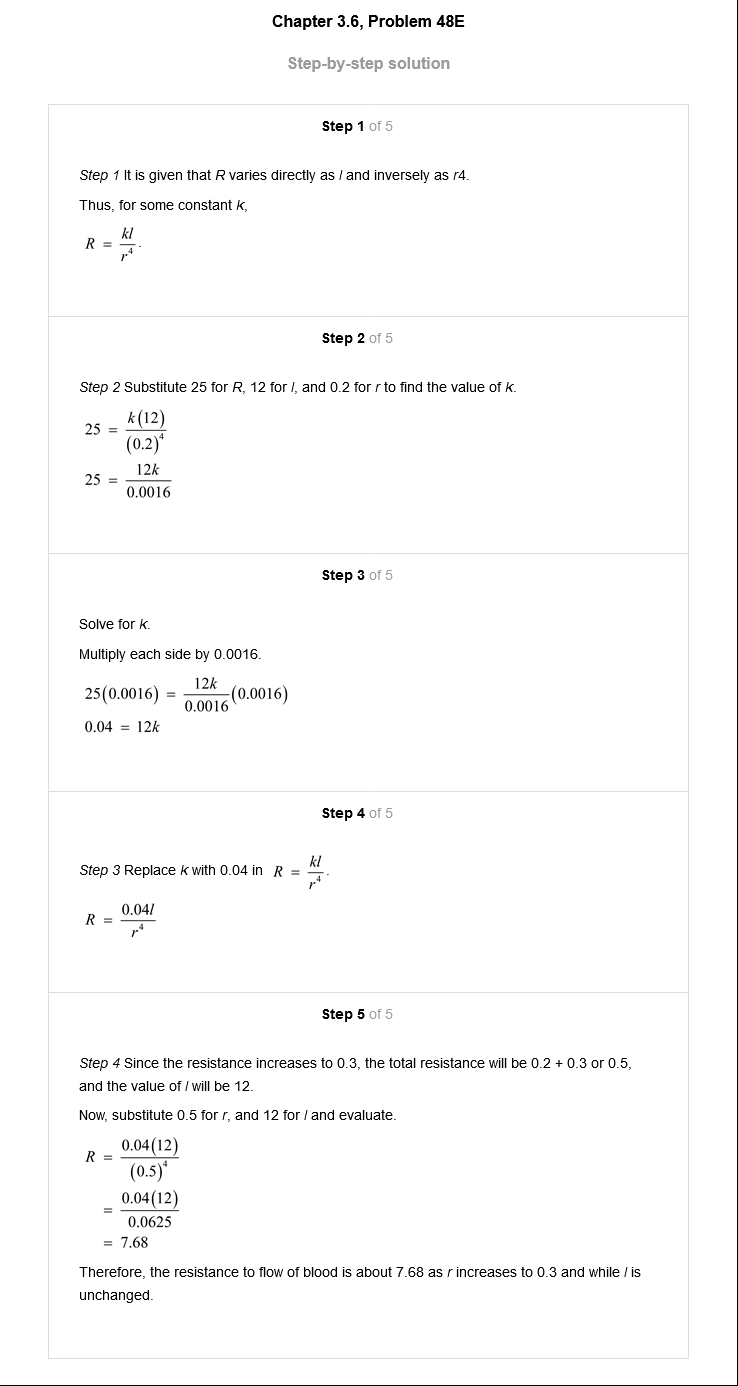 Chapter 3.6, Problem 48E
Step-by-step solution
Step 1 of 5
Step 1 It is given that R varies directly as l and inversely as r4.
Thus, for some constant k,
R = kl/r^4.
Step 2 of 5
Step 2 Substitute 25 for R, 12 for l, and 0.2 for r to find the value of k.
25 = k(12)/(0.2)^4
25 = 12k/0.0016
Step 3 of 5
Solve for k.
Multiply each side by 0.0016.
25(0.0016) = 12k/0.0016(0.0016)
0.04 = 12k
Step 4 of 5
Step 3 Replace k with 0.04 in R = kl/r^4.
R = 0.04l/r^4
Step 5 of 5
Step 4 Since the resistance increases to 0.3, the total resistance will be 0.2 + 0.3 or 0.5,
and the value of l will be 12.
Now, substitute 0.5 for r, and 12 for l and evaluate.
R = 0.04(12)/(0.5)^4
= 0.04(12)/0.0625
= 7.68
Therefore, the resistance to flow of blood is about 7.68 as r increases to 0.3 and while l is
unchanged.